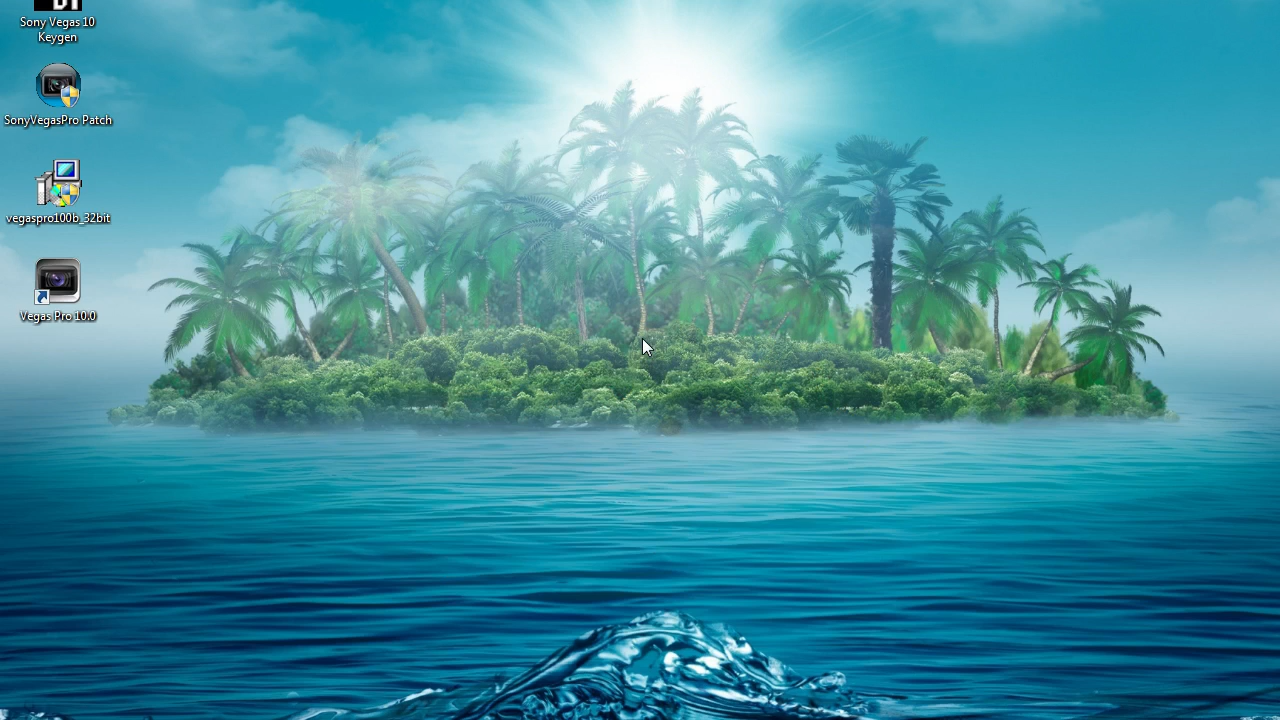 Sony Vegas 10
Keygen
SonyVegasPro Patch
vegaspro100b_32bit
Vegas Pro 10.0